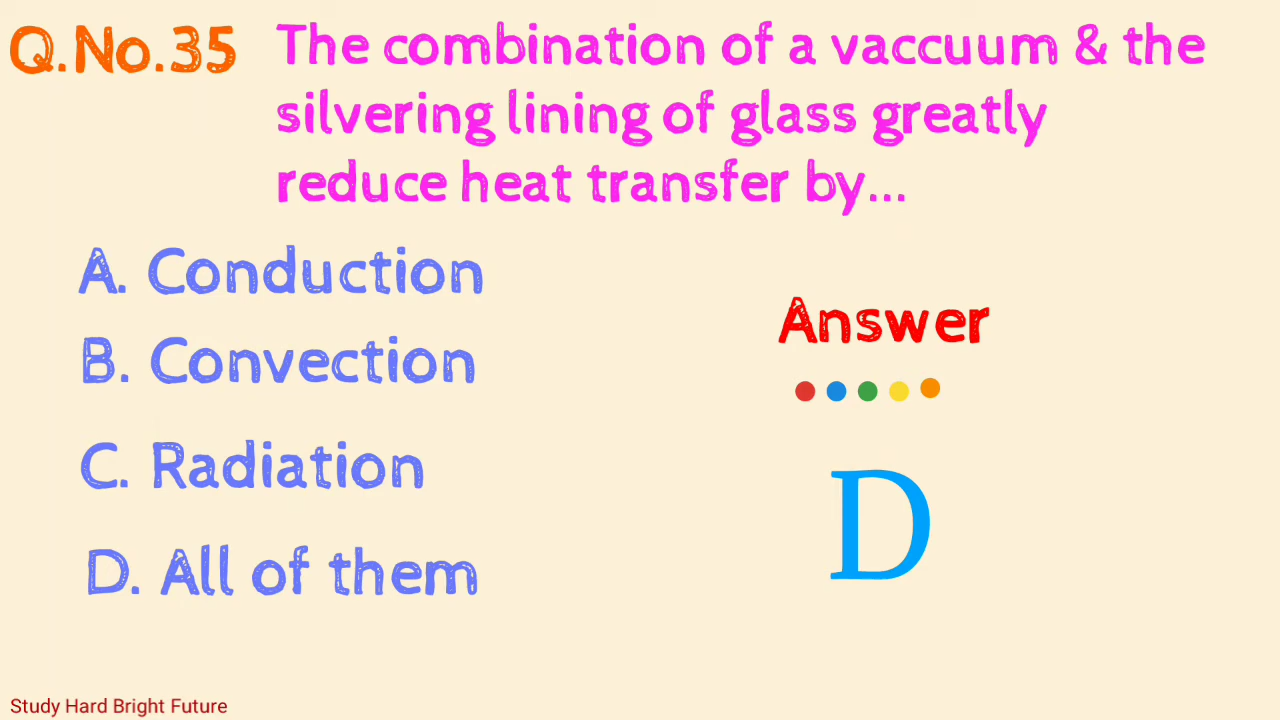 Q.No.35 The combination of a vaccuum & the
silvering lining of glass greatly
reduce heat transfer by...
A. Conduction
B. Convection
C. Radiation
D. All of them
Answer
D
Study Hard Bright Future